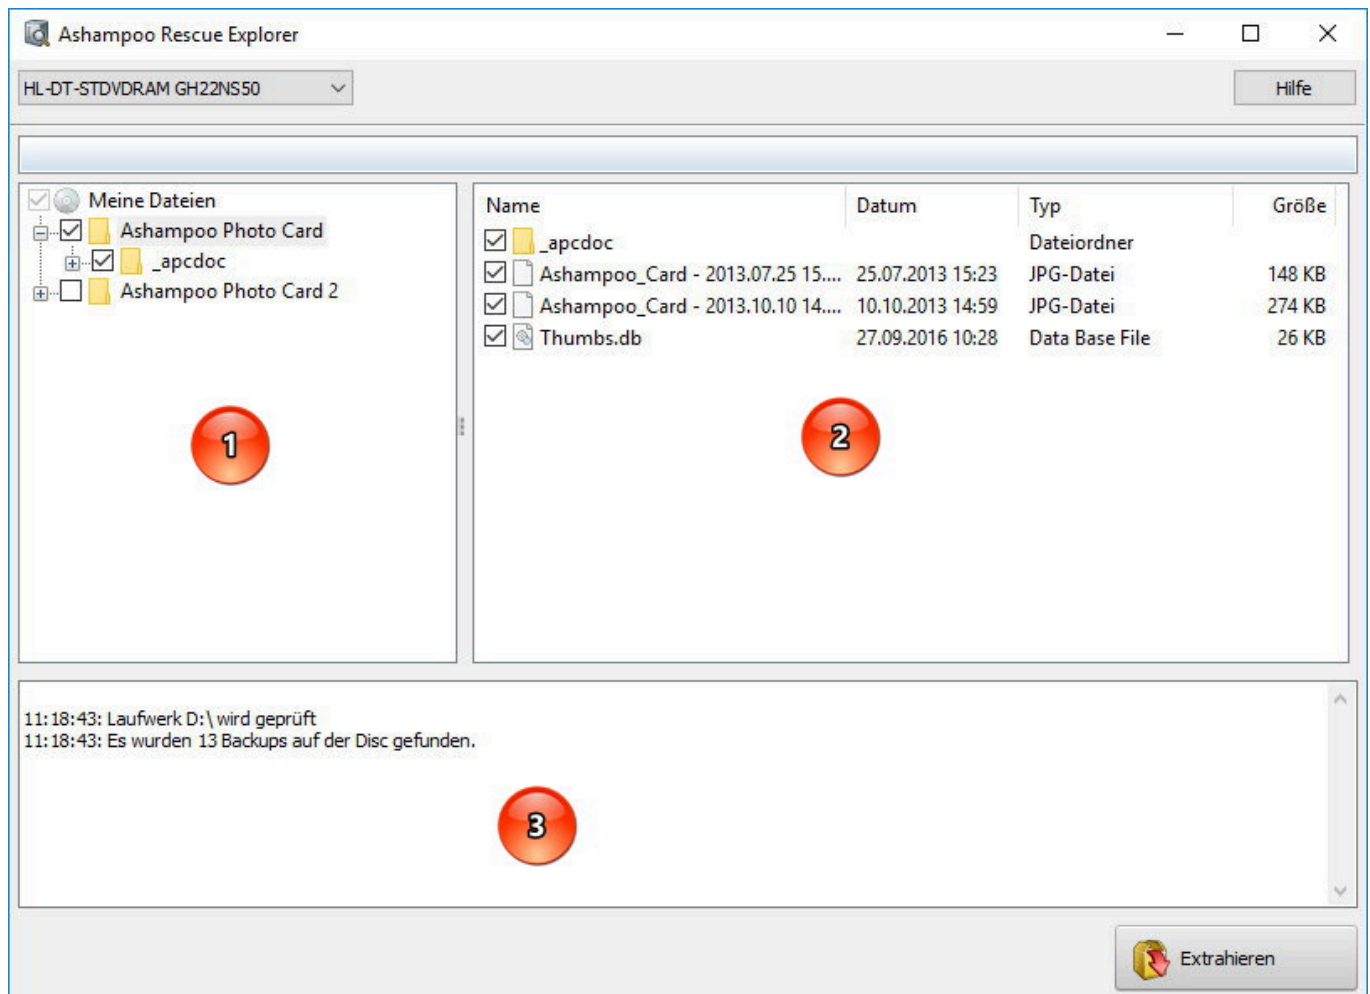 Ashampoo Rescue Explorer
HL-DT-STDVDRAM GH22NS50
Hilfe
Meine Dateien
Ashampoo Photo Card
_apcdoc
Ashampoo Photo Card 2
1
Name Datum Typ Größe
_apcdoc Dateiordner
Ashampoo_Card - 2013.07.25 15.... 25.07.2013 15:23 JPG-Datei 148 KB
Ashampoo_Card - 2013.10.10 14.... 10.10.2013 14:59 JPG-Datei 274 KB
Thumbs.db 27.09.2016 10:28 Data Base File 26 KB
2
11:18:43: Laufwerk D:\ wird geprüft
11:18:43: Es wurden 13 Backups auf der Disc gefunden.
3
Extrahieren